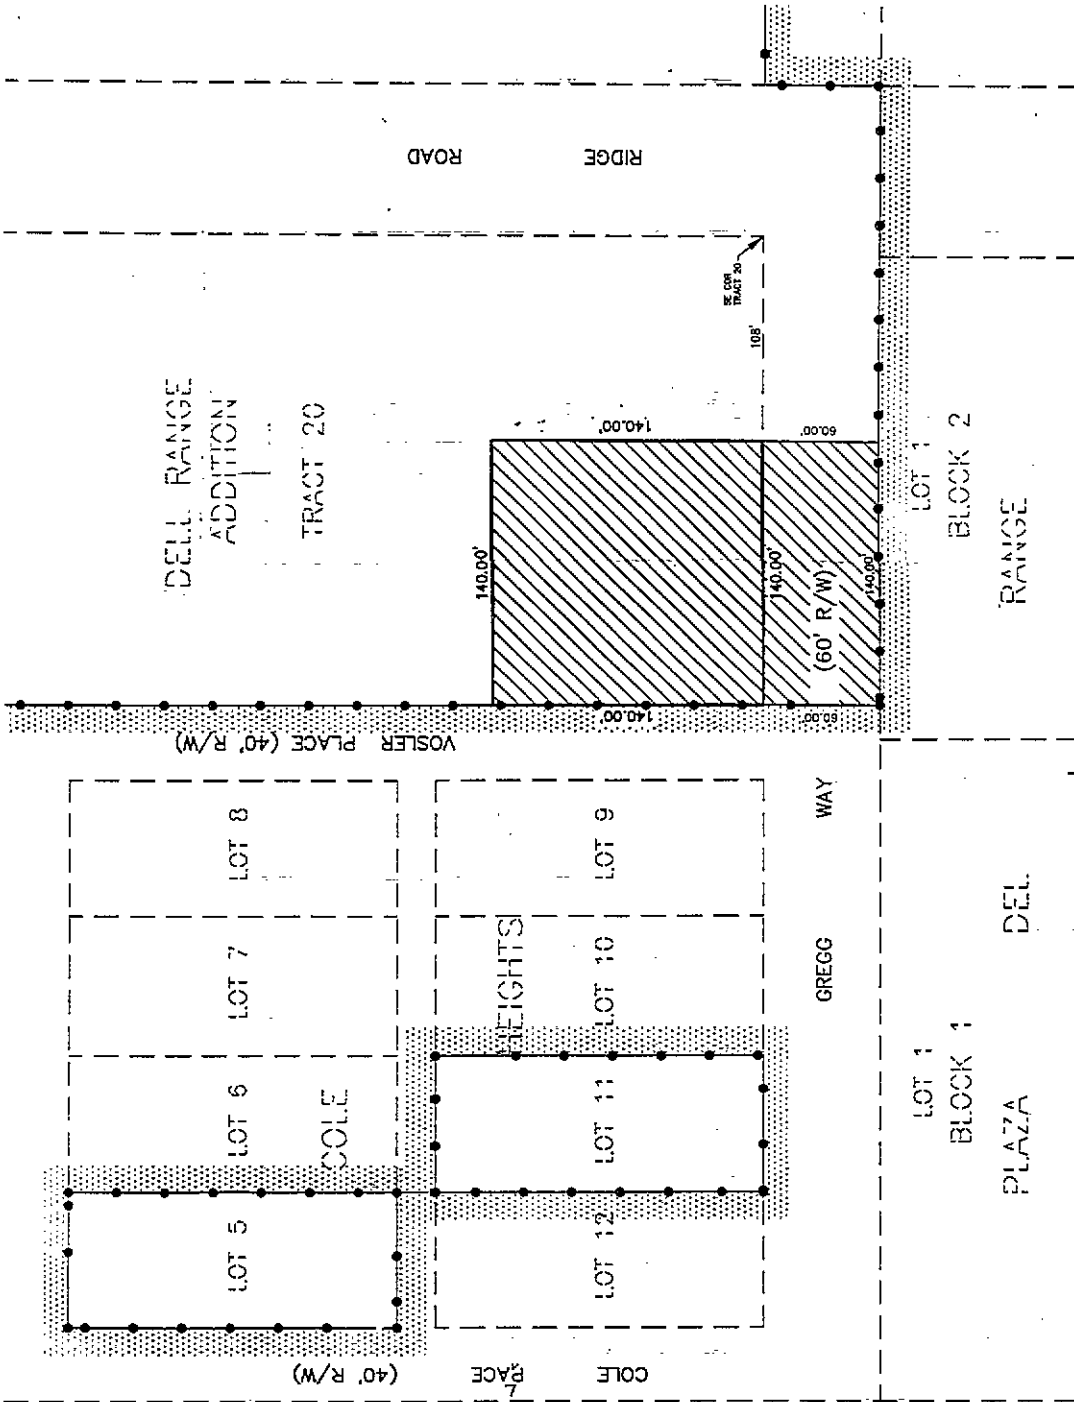 RIDGE ROAD
SE COR
TRACT 20
108'
DELL RANGE
ADDITION
TRACT 20
140.00'
60.00'
140.00'
140.00'
(60' R/W)
140.00'
140.00'
60.00'
LOT 1
BLOCK 2
RANGE
VOSLER PLACE (40' R/W)
LOT 8
LOT 9
LOT 7
LOT 10
LOT 6
LOT 11
LOT 5
LOT 12
COLE
HEIGHTS
GREGG WAY
LOT 1
BLOCK 1
PLAZA DEL
COLE
(40' R/W)